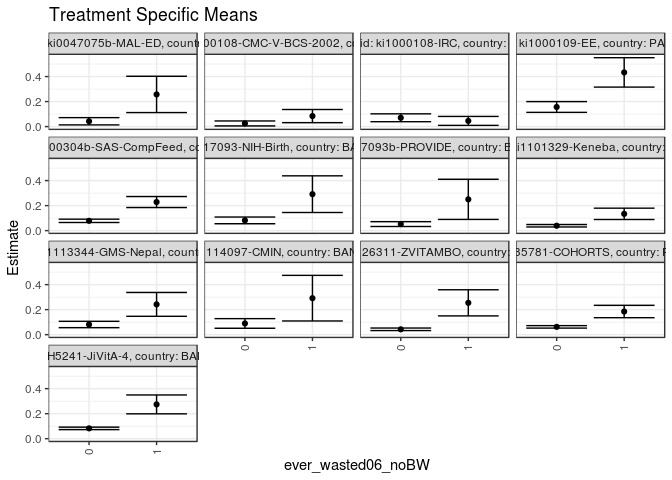 Treatment Specific Means
ki0047075b-MAL-ED, countr
00108-CMC-V-BCS-2002, c
id: ki1000108-IRC, country:
ki1000109-EE, country: PA
0.4
0.2
0.0
00304b-SAS-CompFeed, co
17093-NIH-Birth, country: BA
7093b-PROVIDE, country: B
i1101329-Keneba, country:
0.4
0.2
0.0
1113344-GMS-Nepal, count
114097-CMIN, country: BAN
26311-ZVITAMBO, country:
35781-COHORTS, country:
0.4
0.2
0.0
0 1 0 1 0 1
H5241-JiVitA-4, country: BA
0.4
0.2
0.0
0 1
Estimate
ever_wasted06_noBW